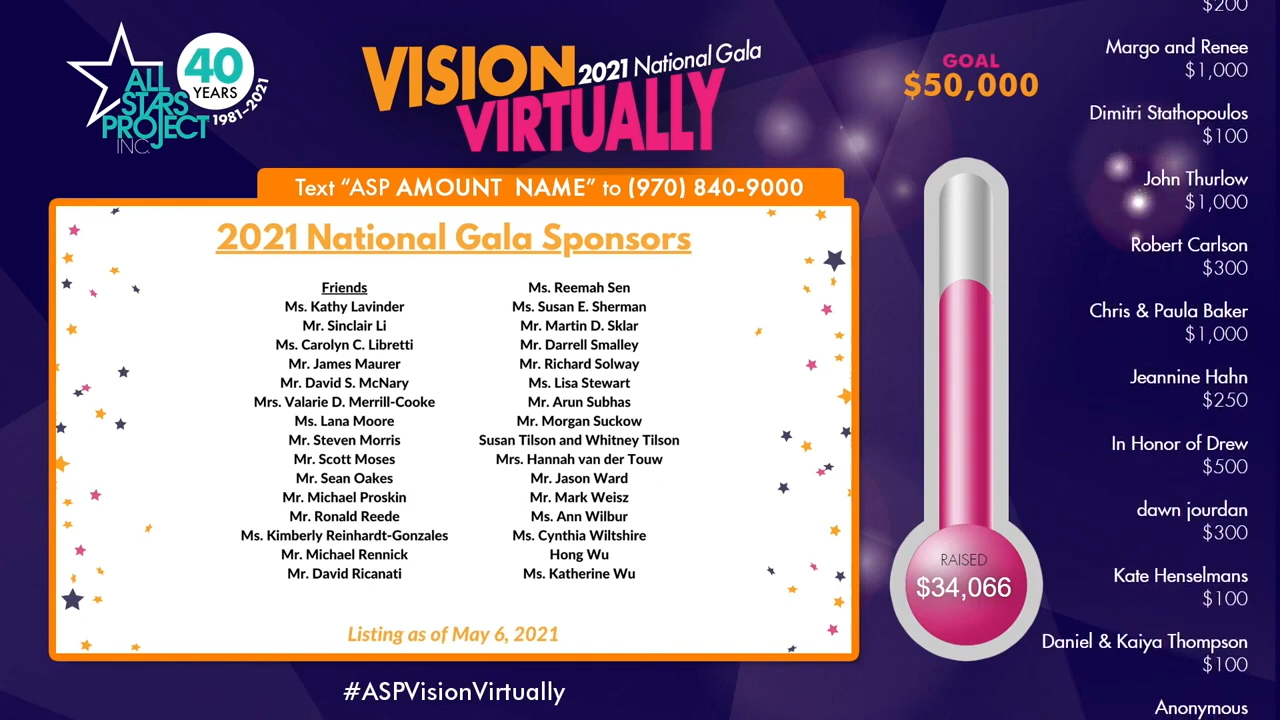 ALL
STARS
PROJECT
INC.
40
YEARS
1981-2021
VISION
2021 National Gala
VIRTUALLY
Text “ASP AMOUNT NAME” to (970) 840-9000
2021 National Gala Sponsors
Friends
Ms. Kathy Lavinder
Mr. Sinclair Li
Ms. Carolyn C. Libretti
Mr. James Maurer
Mr. David S. McNary
Mrs. Valarie D. Merrill-Cooke
Ms. Lana Moore
Mr. Steven Morris
Mr. Scott Moses
Mr. Sean Oakes
Mr. Michael Proskin
Mr. Ronald Reede
Ms. Kimberly Reinhardt-Gonzales
Mr. Michael Rennick
Mr. David Ricanati
Ms. Reemah Sen
Ms. Susan E. Sherman
Mr. Martin D. Sklar
Mr. Darrell Smalley
Mr. Richard Solway
Ms. Lisa Stewart
Mr. Arun Subhas
Mr. Morgan Suckow
Susan Tilson and Whitney Tilson
Mrs. Hannah van der Touw
Mr. Jason Ward
Mr. Mark Weisz
Ms. Ann Wilbur
Ms. Cynthia Wiltshire
Hong Wu
Ms. Katherine Wu
Listing as of May 6, 2021
#ASPVisionVirtually
GOAL
$50,000
RAISED
$34,066
$200
Margo and Renee
$1,000
Dimitri Stathopoulos
$100
John Thurlow
$1,000
Robert Carlson
$300
Chris & Paula Baker
$1,000
Jeannine Hahn
$250
In Honor of Drew
$500
dawn jourdan
$300
Kate Henselmans
$100
Daniel & Kaiya Thompson
$100
Anonymous